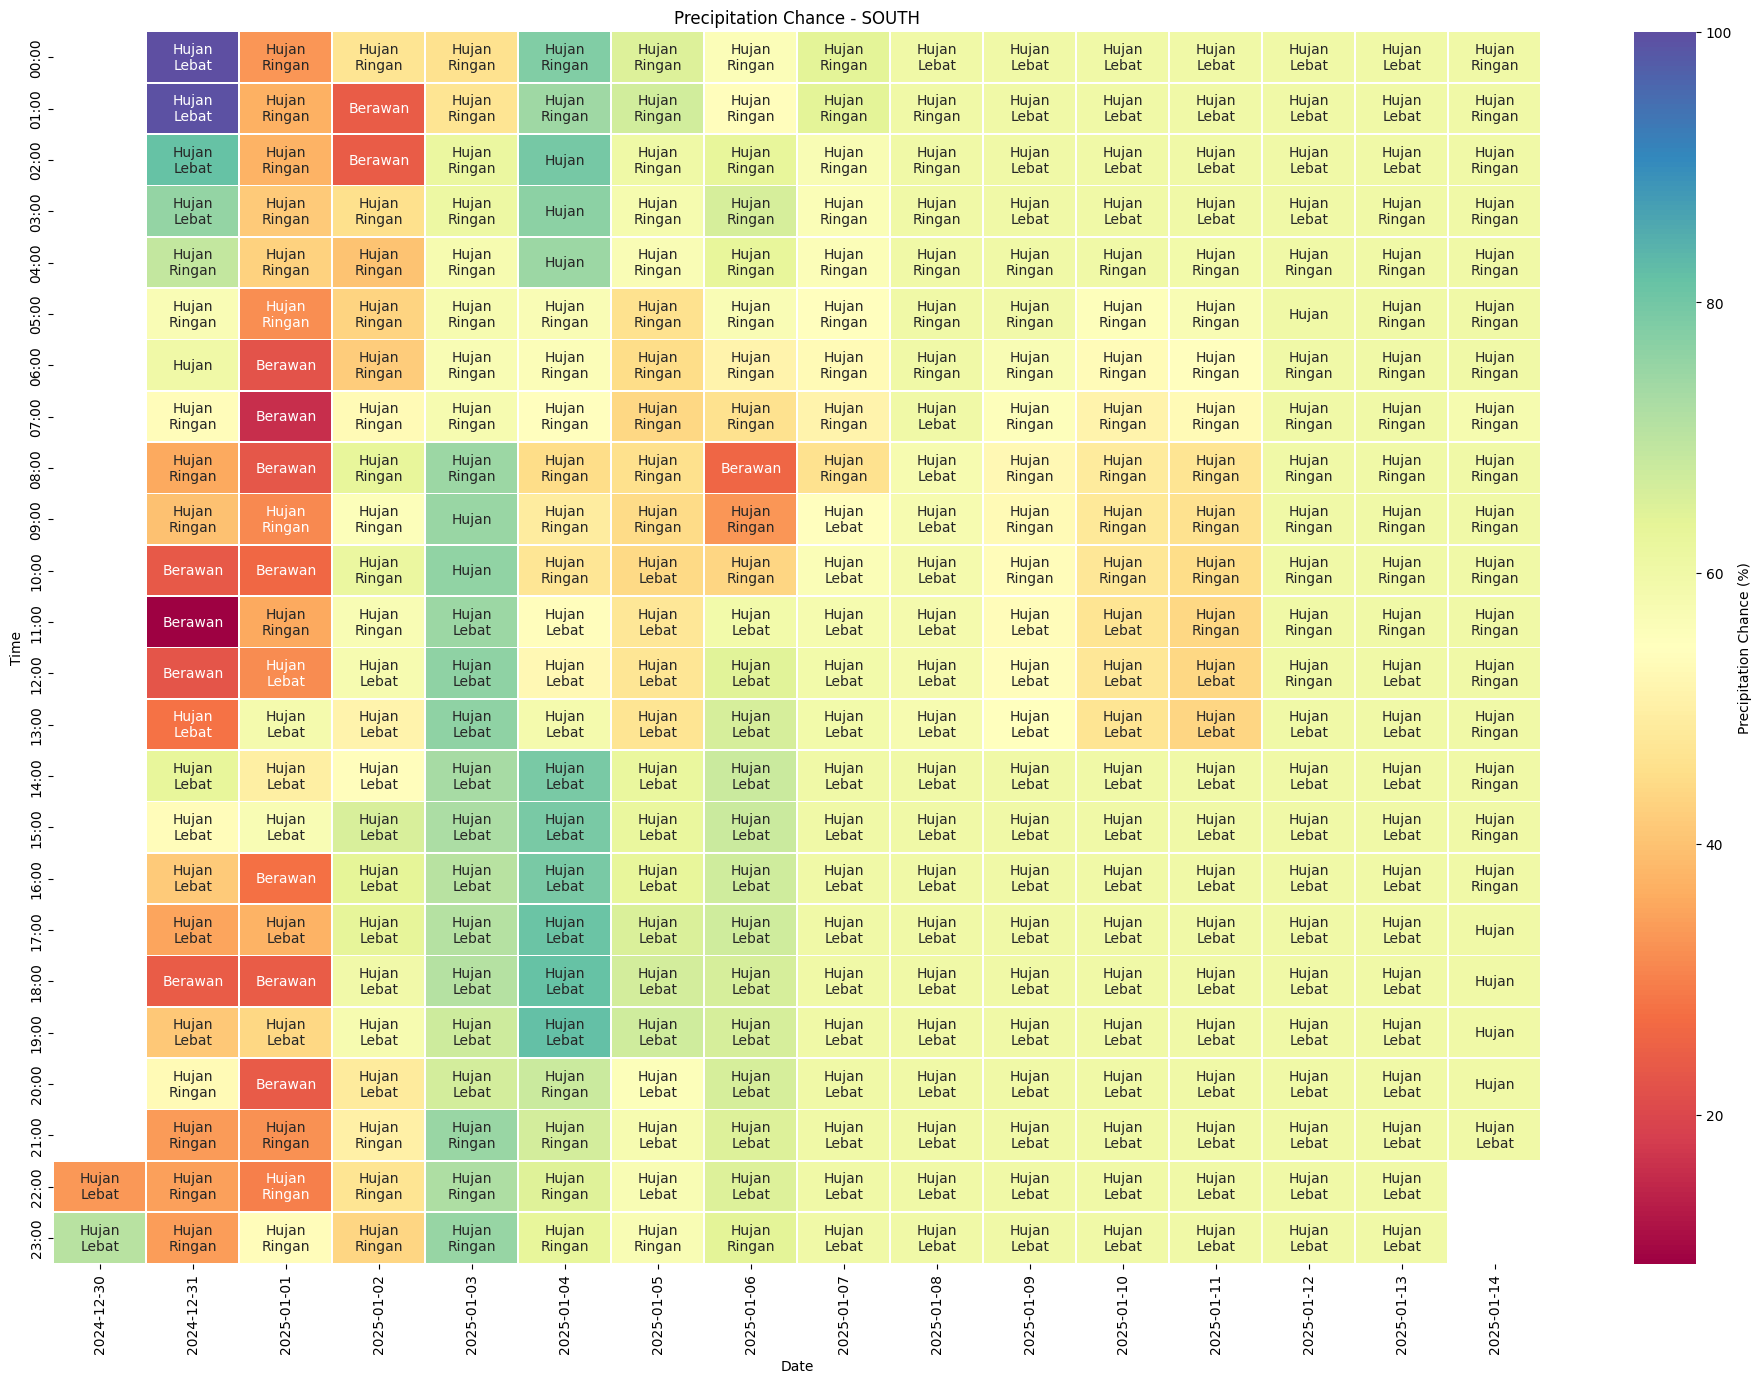 Precipitation Chance - SOUTH
00:00 Hujan Lebat Hujan Ringan Hujan Ringan Hujan Ringan Hujan Ringan Hujan Ringan Hujan Ringan Hujan Ringan Hujan Lebat Hujan Lebat Hujan Lebat Hujan Lebat Hujan Lebat Hujan Lebat Hujan Ringan
01:00 Hujan Lebat Hujan Ringan Berawan Hujan Ringan Hujan Ringan Hujan Ringan Hujan Ringan Hujan Ringan Hujan Ringan Hujan Lebat Hujan Lebat Hujan Lebat Hujan Lebat Hujan Lebat Hujan Ringan
02:00 Hujan Lebat Hujan Ringan Berawan Hujan Ringan Hujan Hujan Ringan Hujan Ringan Hujan Ringan Hujan Ringan Hujan Lebat Hujan Lebat Hujan Lebat Hujan Lebat Hujan Lebat Hujan Ringan
03:00 Hujan Lebat Hujan Ringan Hujan Ringan Hujan Ringan Hujan Hujan Ringan Hujan Ringan Hujan Ringan Hujan Ringan Hujan Lebat Hujan Lebat Hujan Lebat Hujan Lebat Hujan Ringan Hujan Ringan
04:00 Hujan Ringan Hujan Ringan Hujan Ringan Hujan Ringan Hujan Hujan Ringan Hujan Ringan Hujan Ringan Hujan Ringan Hujan Ringan Hujan Ringan Hujan Ringan Hujan Ringan Hujan Ringan Hujan Ringan
05:00 Hujan Ringan Hujan Ringan Hujan Ringan Hujan Ringan Hujan Ringan Hujan Ringan Hujan Ringan Hujan Ringan Hujan Ringan Hujan Ringan Hujan Ringan Hujan Ringan Hujan Hujan Ringan Hujan Ringan
06:00 Hujan Berawan Hujan Ringan Hujan Ringan Hujan Ringan Hujan Ringan Hujan Ringan Hujan Ringan Hujan Ringan Hujan Ringan Hujan Ringan Hujan Ringan Hujan Ringan Hujan Ringan Hujan Ringan
07:00 Hujan Ringan Berawan Hujan Ringan Hujan Ringan Hujan Ringan Hujan Ringan Hujan Ringan Hujan Ringan Hujan Lebat Hujan Ringan Hujan Ringan Hujan Ringan Hujan Ringan Hujan Ringan Hujan Ringan
08:00 Hujan Ringan Berawan Hujan Ringan Hujan Ringan Hujan Ringan Hujan Ringan Berawan Hujan Ringan Hujan Lebat Hujan Ringan Hujan Ringan Hujan Ringan Hujan Ringan Hujan Ringan Hujan Ringan
09:00 Hujan Ringan Hujan Ringan Hujan Ringan Hujan Hujan Ringan Hujan Ringan Hujan Ringan Hujan Lebat Hujan Lebat Hujan Ringan Hujan Ringan Hujan Ringan Hujan Ringan Hujan Ringan Hujan Ringan
10:00 Berawan Berawan Hujan Ringan Hujan Hujan Ringan Hujan Lebat Hujan Ringan Hujan Lebat Hujan Lebat Hujan Ringan Hujan Ringan Hujan Ringan Hujan Ringan Hujan Ringan Hujan Ringan
11:00 Berawan Hujan Ringan Hujan Ringan Hujan Lebat Hujan Lebat Hujan Lebat Hujan Lebat Hujan Lebat Hujan Lebat Hujan Lebat Hujan Lebat Hujan Ringan Hujan Ringan Hujan Ringan Hujan Ringan
12:00 Berawan Hujan Lebat Hujan Lebat Hujan Lebat Hujan Lebat Hujan Lebat Hujan Lebat Hujan Lebat Hujan Lebat Hujan Lebat Hujan Lebat Hujan Lebat Hujan Ringan Hujan Lebat Hujan Ringan
13:00 Hujan Lebat Hujan Lebat Hujan Lebat Hujan Lebat Hujan Lebat Hujan Lebat Hujan Lebat Hujan Lebat Hujan Lebat Hujan Lebat Hujan Lebat Hujan Lebat Hujan Lebat Hujan Lebat Hujan Ringan
14:00 Hujan Lebat Hujan Lebat Hujan Lebat Hujan Lebat Hujan Lebat Hujan Lebat Hujan Lebat Hujan Lebat Hujan Lebat Hujan Lebat Hujan Lebat Hujan Lebat Hujan Lebat Hujan Lebat Hujan Ringan
15:00 Hujan Lebat Hujan Lebat Hujan Lebat Hujan Lebat Hujan Lebat Hujan Lebat Hujan Lebat Hujan Lebat Hujan Lebat Hujan Lebat Hujan Lebat Hujan Lebat Hujan Lebat Hujan Lebat Hujan Ringan
16:00 Hujan Lebat Berawan Hujan Lebat Hujan Lebat Hujan Lebat Hujan Lebat Hujan Lebat Hujan Lebat Hujan Lebat Hujan Lebat Hujan Lebat Hujan Lebat Hujan Lebat Hujan Lebat Hujan Ringan
17:00 Hujan Lebat Hujan Lebat Hujan Lebat Hujan Lebat Hujan Lebat Hujan Lebat Hujan Lebat Hujan Lebat Hujan Lebat Hujan Lebat Hujan Lebat Hujan Lebat Hujan Lebat Hujan Lebat Hujan
18:00 Berawan Berawan Hujan Lebat Hujan Lebat Hujan Lebat Hujan Lebat Hujan Lebat Hujan Lebat Hujan Lebat Hujan Lebat Hujan Lebat Hujan Lebat Hujan Lebat Hujan Lebat Hujan
19:00 Hujan Lebat Hujan Lebat Hujan Lebat Hujan Lebat Hujan Lebat Hujan Lebat Hujan Lebat Hujan Lebat Hujan Lebat Hujan Lebat Hujan Lebat Hujan Lebat Hujan Lebat Hujan Lebat Hujan
20:00 Hujan Ringan Berawan Hujan Lebat Hujan Lebat Hujan Ringan Hujan Lebat Hujan Lebat Hujan Lebat Hujan Lebat Hujan Lebat Hujan Lebat Hujan Lebat Hujan Lebat Hujan Lebat Hujan
21:00 Hujan Ringan Hujan Ringan Hujan Ringan Hujan Ringan Hujan Ringan Hujan Lebat Hujan Lebat Hujan Lebat Hujan Lebat Hujan Lebat Hujan Lebat Hujan Lebat Hujan Lebat Hujan Lebat Hujan Lebat
22:00 Hujan Lebat Hujan Ringan Hujan Ringan Hujan Ringan Hujan Ringan Hujan Ringan Hujan Lebat Hujan Lebat Hujan Lebat Hujan Lebat Hujan Lebat Hujan Lebat Hujan Lebat Hujan Lebat Hujan Lebat
23:00 Hujan Lebat Hujan Ringan Hujan Ringan Hujan Ringan Hujan Ringan Hujan Ringan Hujan Ringan Hujan Ringan Hujan Lebat Hujan Lebat Hujan Lebat Hujan Lebat Hujan Lebat Hujan Lebat Hujan Lebat
Time
2024-12-30 2024-12-31 2025-01-01 2025-01-02 2025-01-03 2025-01-04 2025-01-05 2025-01-06 2025-01-07 2025-01-08 2025-01-09 2025-01-10 2025-01-11 2025-01-12 2025-01-13 2025-01-14
Date
100
80
60
40
20
Precipitation Chance (%)